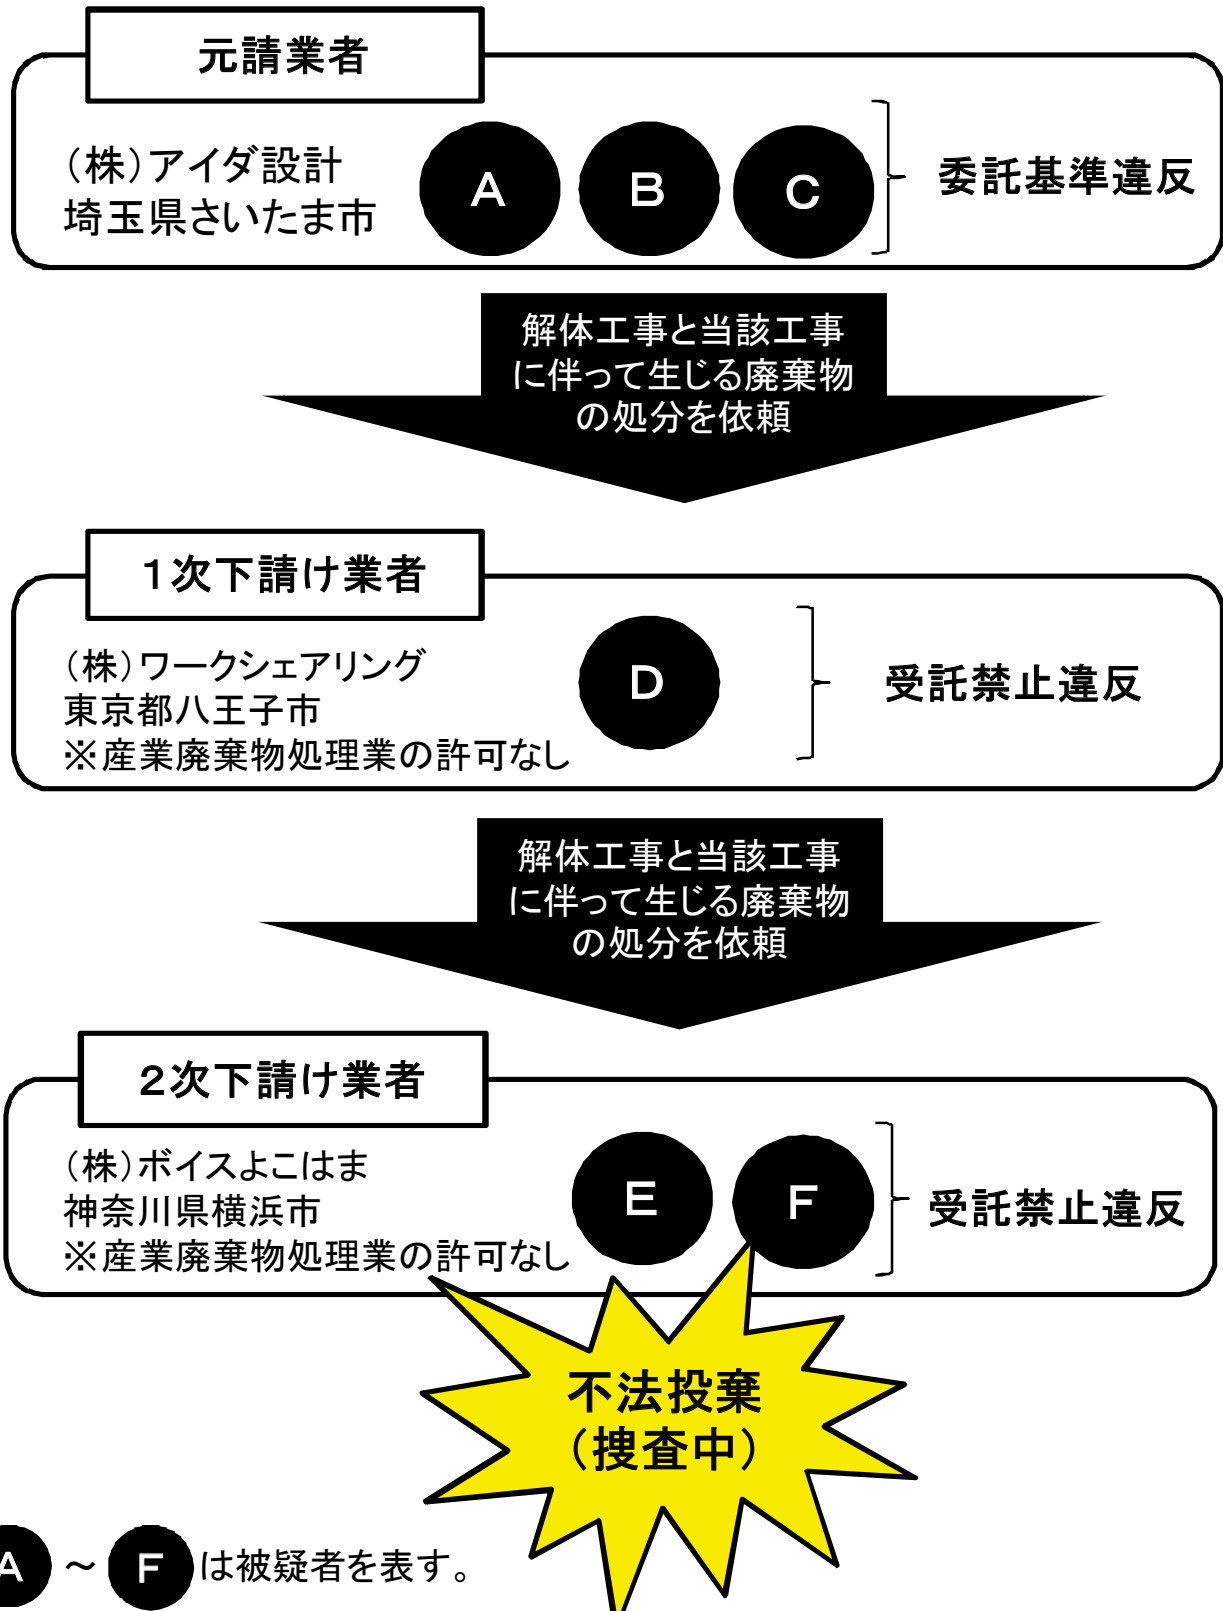 元請業者
（株）アイダ設計
埼玉県さいたま市
A B C
委託基準違反
解体工事と当該工事
に伴って生じる廃棄物
の処分を依頼
１次下請け業者
（株）ワークシェアリング
東京都八王子市
※産業廃棄物処理業の許可なし
D
受託禁止違反
解体工事と当該工事
に伴って生じる廃棄物
の処分を依頼
２次下請け業者
（株）ボイスよこはま
神奈川県横浜市
※産業廃棄物処理業の許可なし
E F
受託禁止違反
不法投棄
（捜査中）
A ～ F は被疑者を表す。